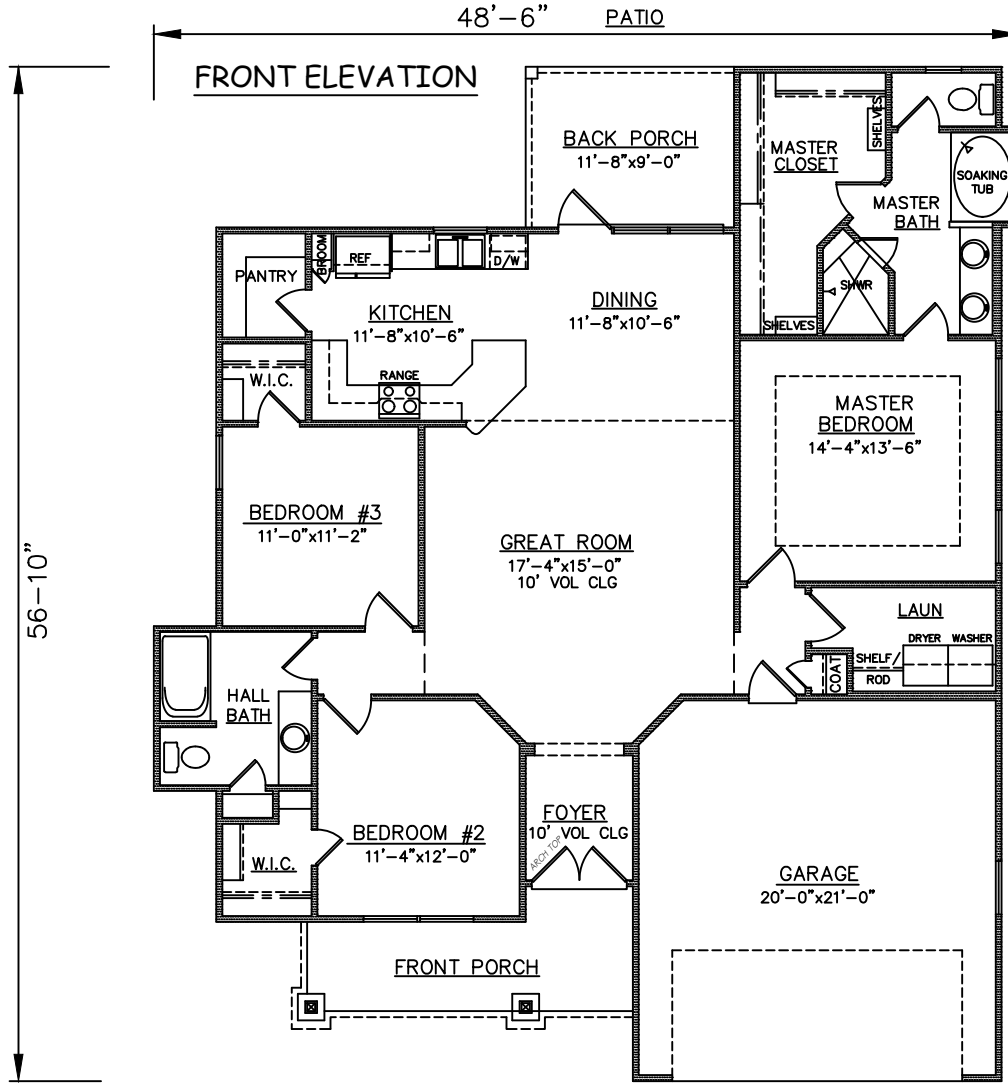 48'-6" PATIO
FRONT ELEVATION
56-10"
BACK PORCH
11'-8"x9'-0"
MASTER
CLOSET
SHELVES
SOAKING
TUB
MASTER
BATH
SHWR
SHELVES
PANTRY
BROOM
REF
D/W
KITCHEN
11'-8"x10'-6"
DINING
11'-8"x10'-6"
RANGE
W.I.C.
MASTER
BEDROOM
14'-4"x13'-6"
BEDROOM #3
11'-0"x11'-2"
GREAT ROOM
17'-4"x15'-0"
10' VOL CLG
LAUN
DRYER WASHER
SHELF/
ROD
COAT
HALL
BATH
BEDROOM #2
11'-4"x12'-0"
W.I.C.
FOYER
10' VOL CLG
ARCH TOP
GARAGE
20'-0"x21'-0"
FRONT PORCH